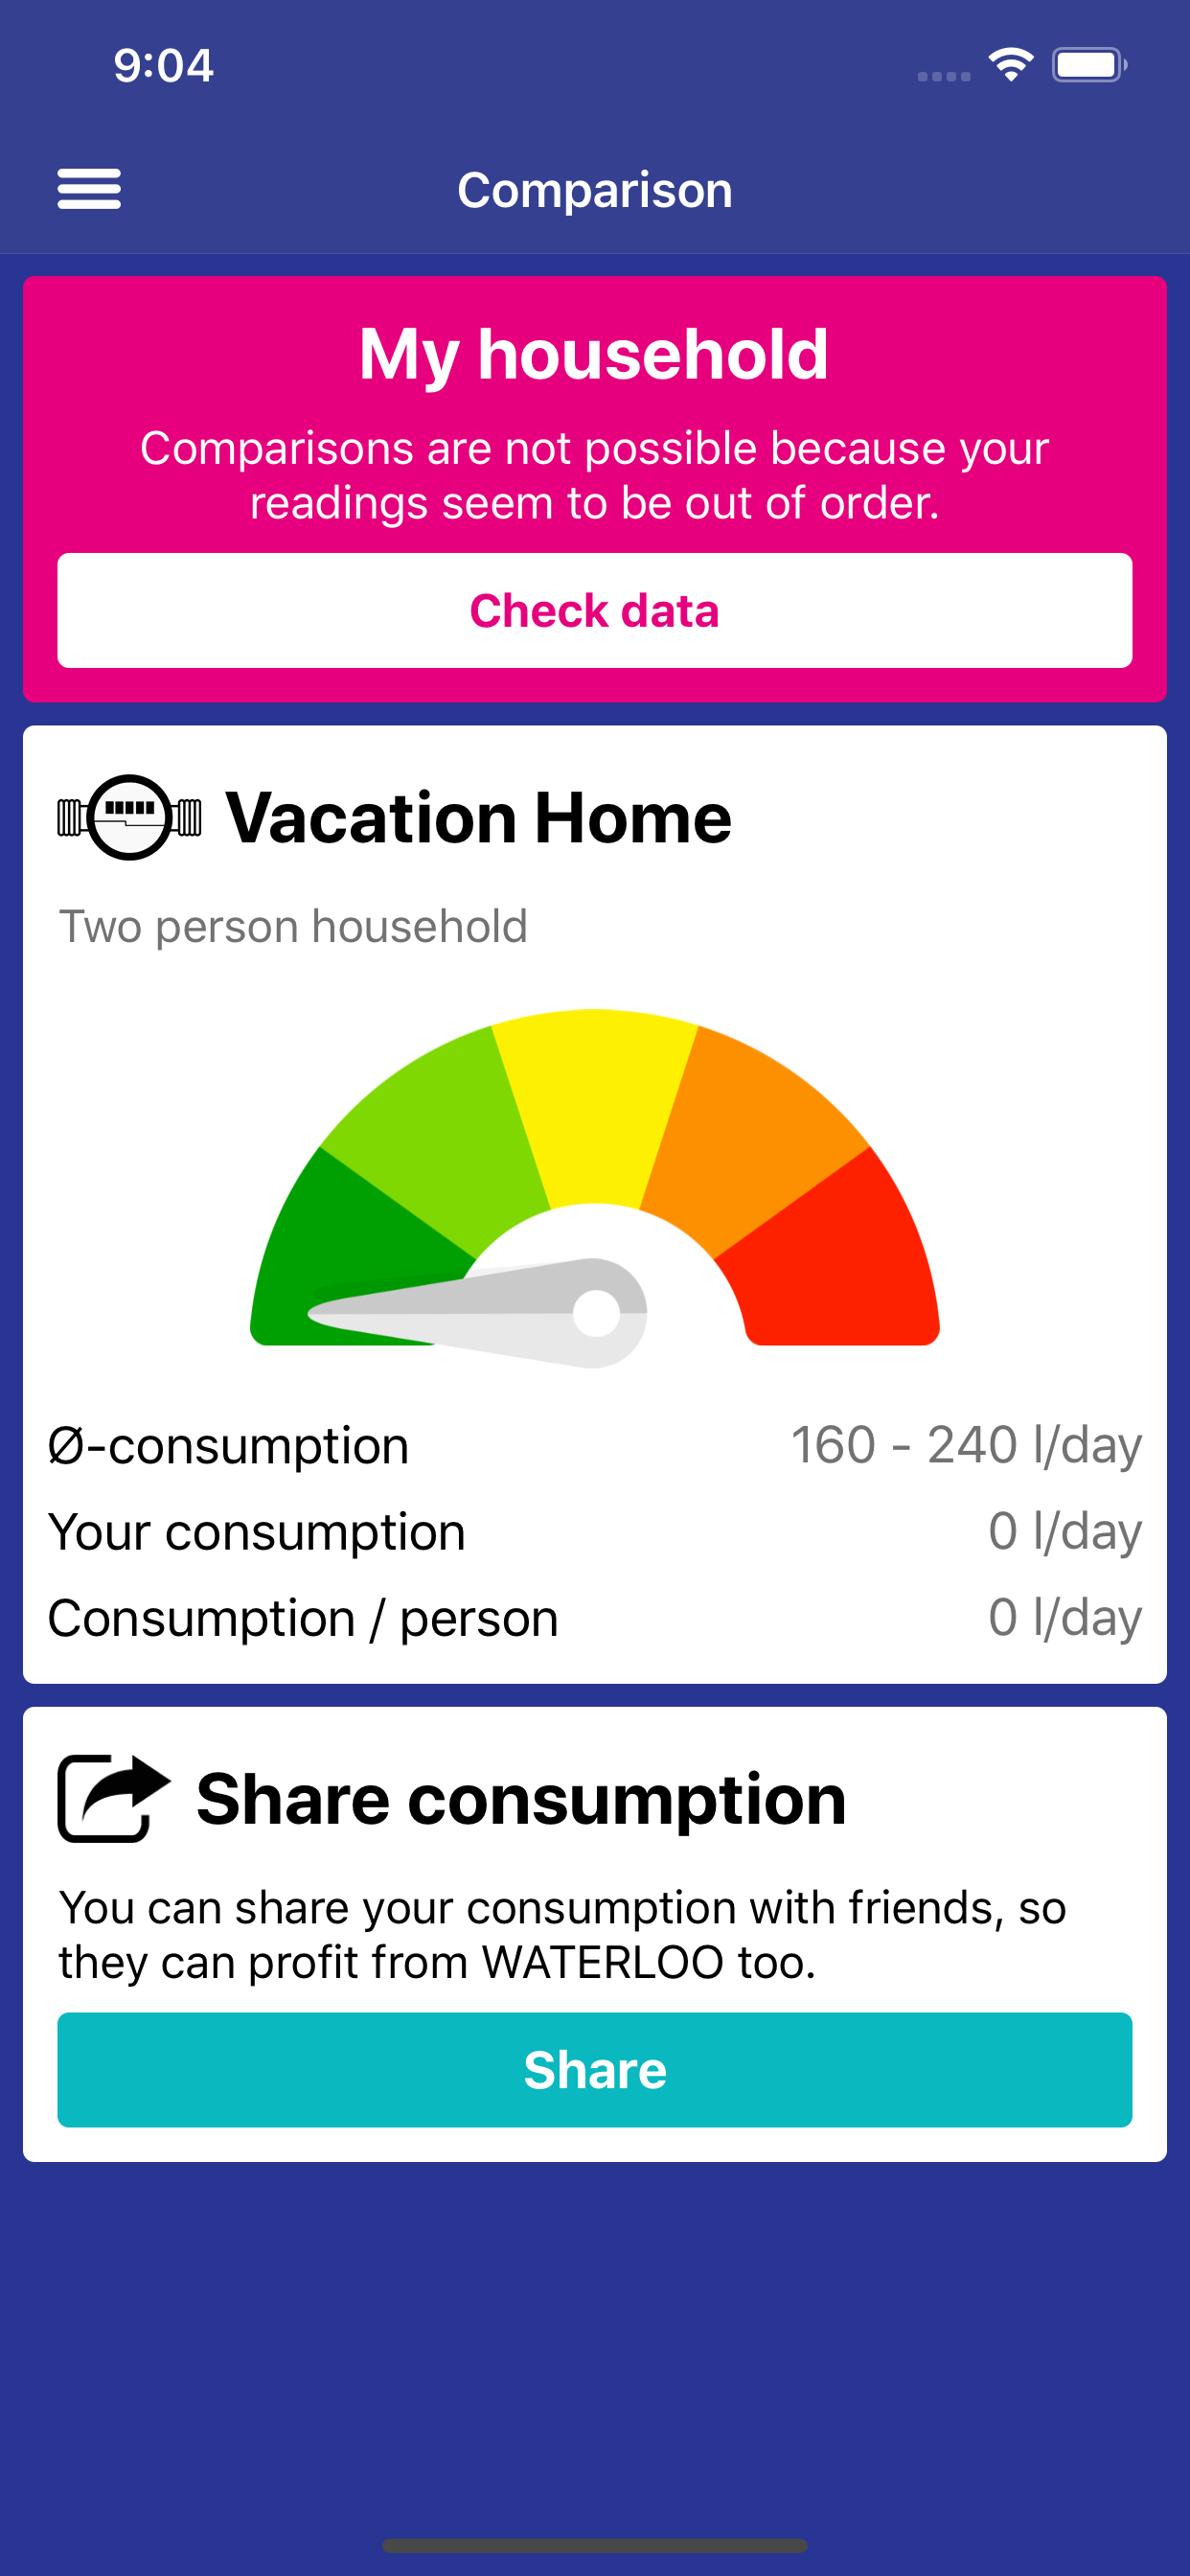 9:04
Comparison
My household
Comparisons are not possible because your
readings seem to be out of order.
Check data
Vacation Home
Two person household
Ø-consumption 160 - 240 l/day
Your consumption 0 l/day
Consumption / person 0 l/day
Share consumption
You can share your consumption with friends, so
they can profit from WATERLOO too.
Share